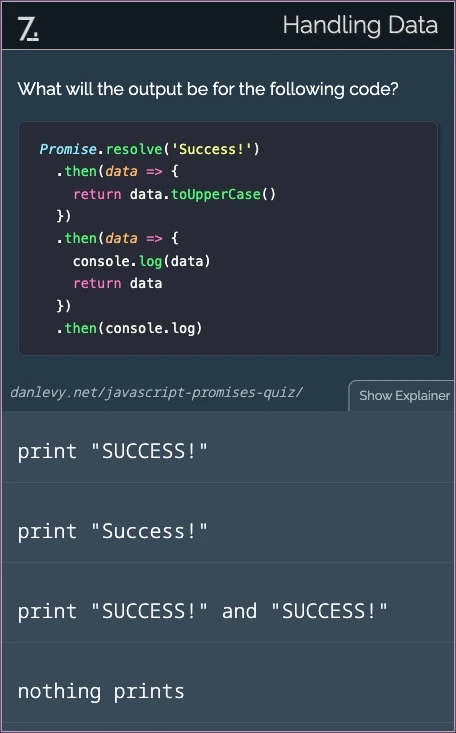 7.
Handling Data
What will the output be for the following code?
Promise.resolve('Success!')
.then(data => {
return data.toUpperCase()
})
.then(data => {
console.log(data)
return data
})
.then(console.log)
danlevy.net/javascript-promises-quiz/
Show Explainer
print "SUCCESS!"
print "Success!"
print "SUCCESS!" and "SUCCESS!"
nothing prints